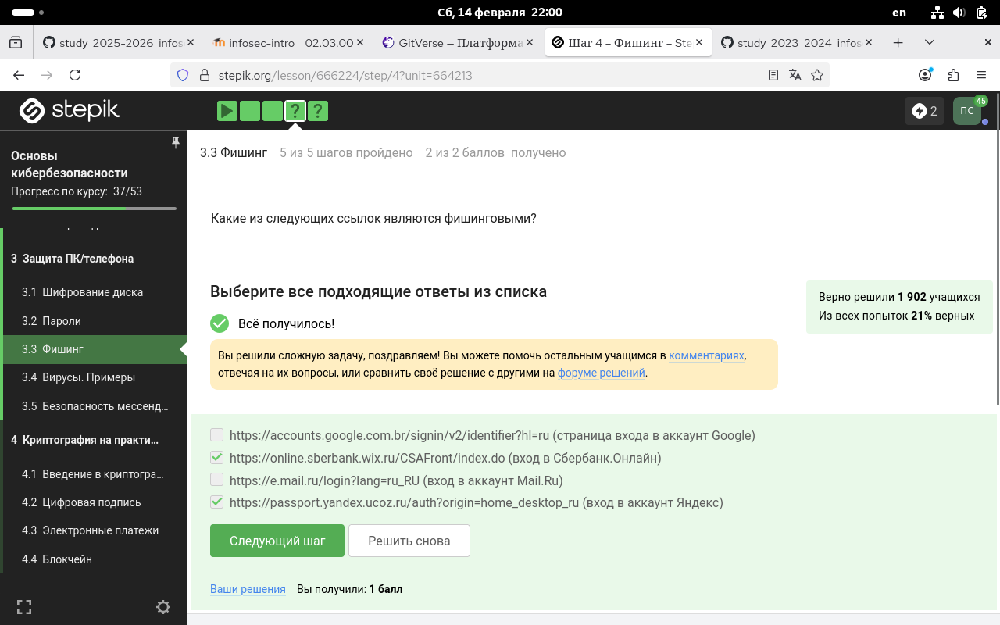 Сб, 14 февраля 22:00
en
study_2025-2026_infos
infosec-intro__02.03.00
GitVerse — Платформа
Шаг 4 – Фишинг – Ste
study_2023_2024_infos
stepik.org/lesson/666224/step/4?unit=664213
stepik
? ?
2
ПС
45
Основы
кибербезопасности
Прогресс по курсу: 37/53
3 Защита ПК/телефона
3.1 Шифрование диска
3.2 Пароли
3.3 Фишинг
3.4 Вирусы. Примеры
3.5 Безопасность мессенд…
4 Криптография на практи…
4.1 Введение в криптогра…
4.2 Цифровая подпись
4.3 Электронные платежи
4.4 Блокчейн
3.3 Фишинг 5 из 5 шагов пройдено 2 из 2 баллов получено
Какие из следующих ссылок являются фишинговыми?
Выберите все подходящие ответы из списка
Всё получилось!
Верно решили 1 902 учащихся
Из всех попыток 21% верных
Вы решили сложную задачу, поздравляем! Вы можете помочь остальным учащимся в комментариях,
отвечая на их вопросы, или сравнить своё решение с другими на форуме решений.
https://accounts.google.com.br/signin/v2/identifier?hl=ru (страница входа в аккаунт Google)
https://online.sberbank.wix.ru/CSAFront/index.do (вход в Сбербанк.Онлайн)
https://e.mail.ru/login?lang=ru_RU (вход в аккаунт Mail.Ru)
https://passport.yandex.ucoz.ru/auth?origin=home_desktop_ru (вход в аккаунт Яндекс)
Следующий шаг
Решить снова
Ваши решения Вы получили: 1 балл